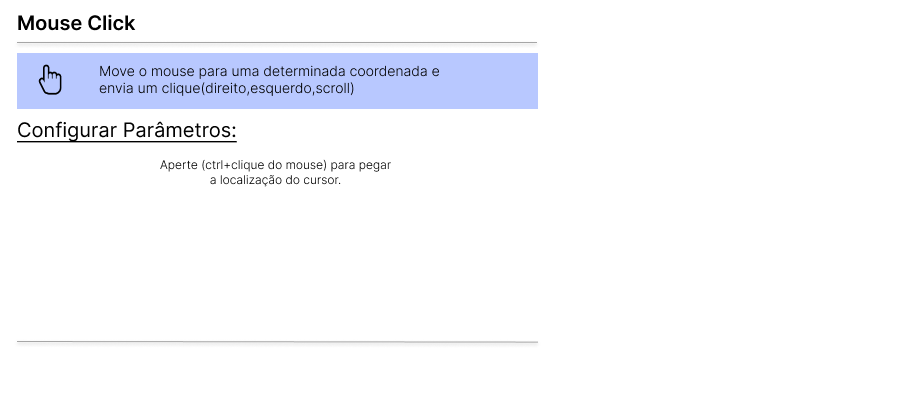 Mouse Click
Move o mouse para uma determinada coordenada e
envia um clique(direito,esquerdo,scroll)
Configurar Parâmetros:
Aperte (ctrl+clique do mouse) para pegar
a localização do cursor.